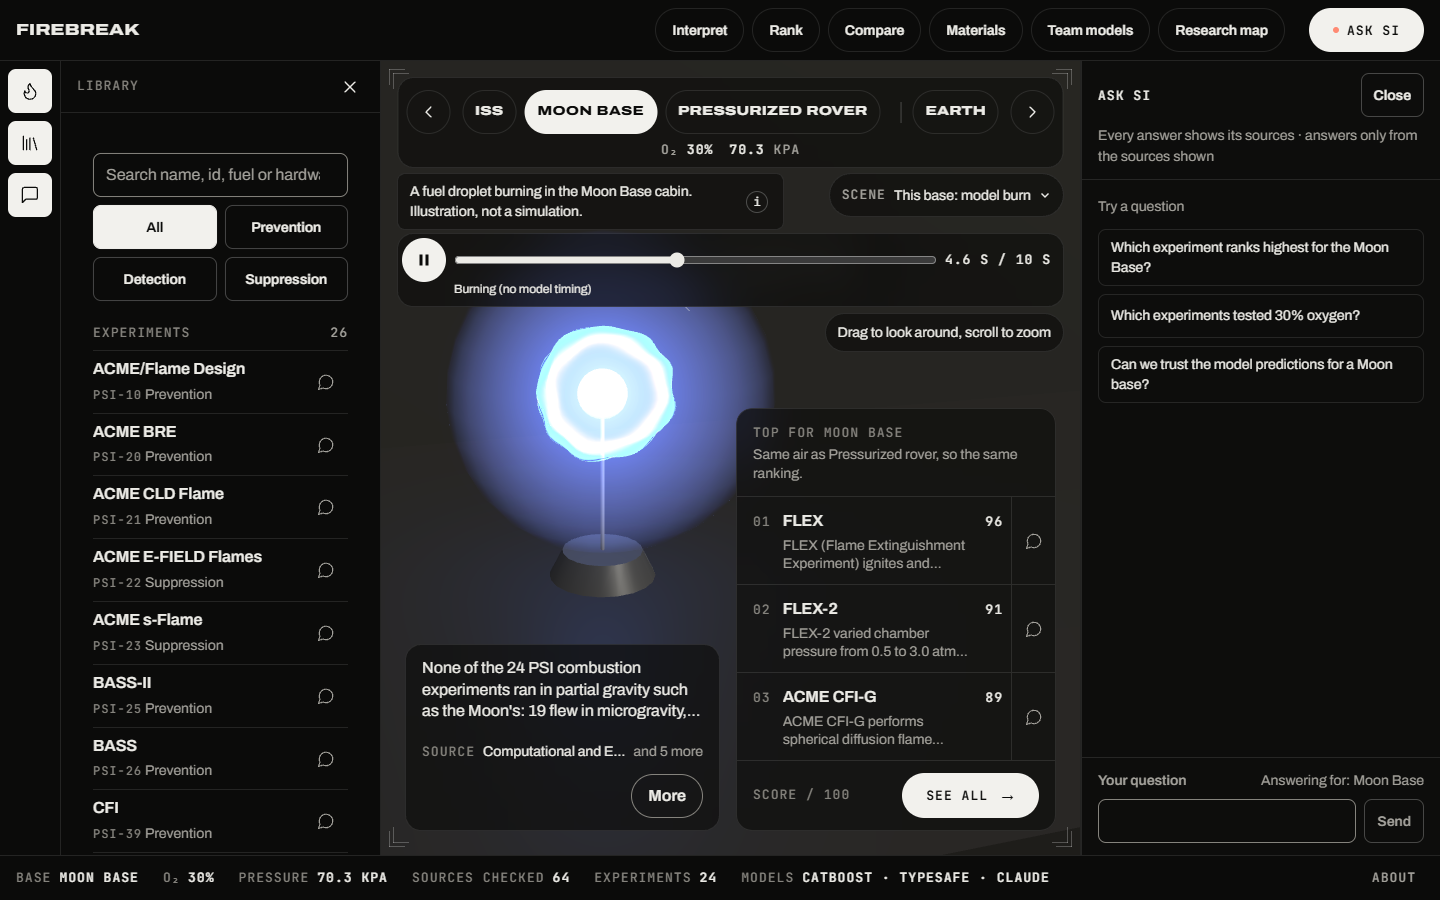 FIREBREAK
Interpret
Rank
Compare
Materials
Team models
Research map
ASK SI
LIBRARY
Search name, id, fuel or hardw
All
Prevention
Detection
Suppression
EXPERIMENTS 26
ACME/Flame Design
PSI-10 Prevention
ACME BRE
PSI-20 Prevention
ACME CLD Flame
PSI-21 Prevention
ACME E-FIELD Flames
PSI-22 Suppression
ACME s-Flame
PSI-23 Suppression
BASS-II
PSI-25 Prevention
BASS
PSI-26 Prevention
CFI
PSI-39 Prevention
ISS
MOON BASE
PRESSURIZED ROVER
EARTH
O₂ 30% 70.3 KPA
A fuel droplet burning in the Moon Base cabin.
Illustration, not a simulation.
i
SCENE This base: model burn
4.6 S / 10 S
Burning (no model timing)
Drag to look around, scroll to zoom
None of the 24 PSI combustion
experiments ran in partial gravity such
as the Moon's: 19 flew in microgravity,...
SOURCE Computational and E... and 5 more
More
TOP FOR MOON BASE
Same air as Pressurized rover, so the same
ranking.
01 FLEX 96
FLEX (Flame Extinguishment
Experiment) ignites and...
02 FLEX-2 91
FLEX-2 varied chamber
pressure from 0.5 to 3.0 atm...
03 ACME CFI-G 89
ACME CFI-G performs
spherical diffusion flame...
SCORE / 100
SEE ALL →
ASK SI
Close
Every answer shows its sources · answers only from
the sources shown
Try a question
Which experiment ranks highest for the Moon
Base?
Which experiments tested 30% oxygen?
Can we trust the model predictions for a Moon
base?
Your question
Answering for: Moon Base
Send
BASE MOON BASE O₂ 30% PRESSURE 70.3 KPA SOURCES CHECKED 64 EXPERIMENTS 24 MODELS CATBOOST · TYPESAFE · CLAUDE ABOUT